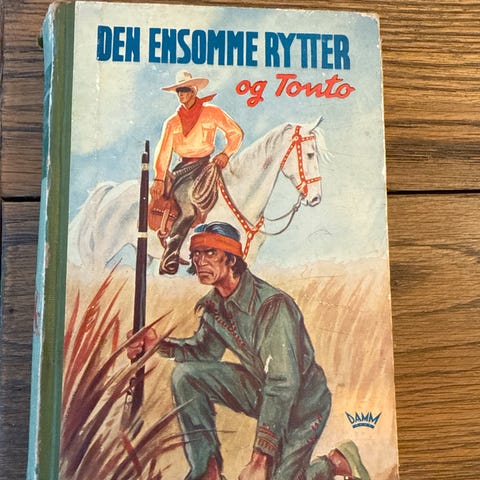 DEN ENSOMME RYTTER
og Tonto
DAMM